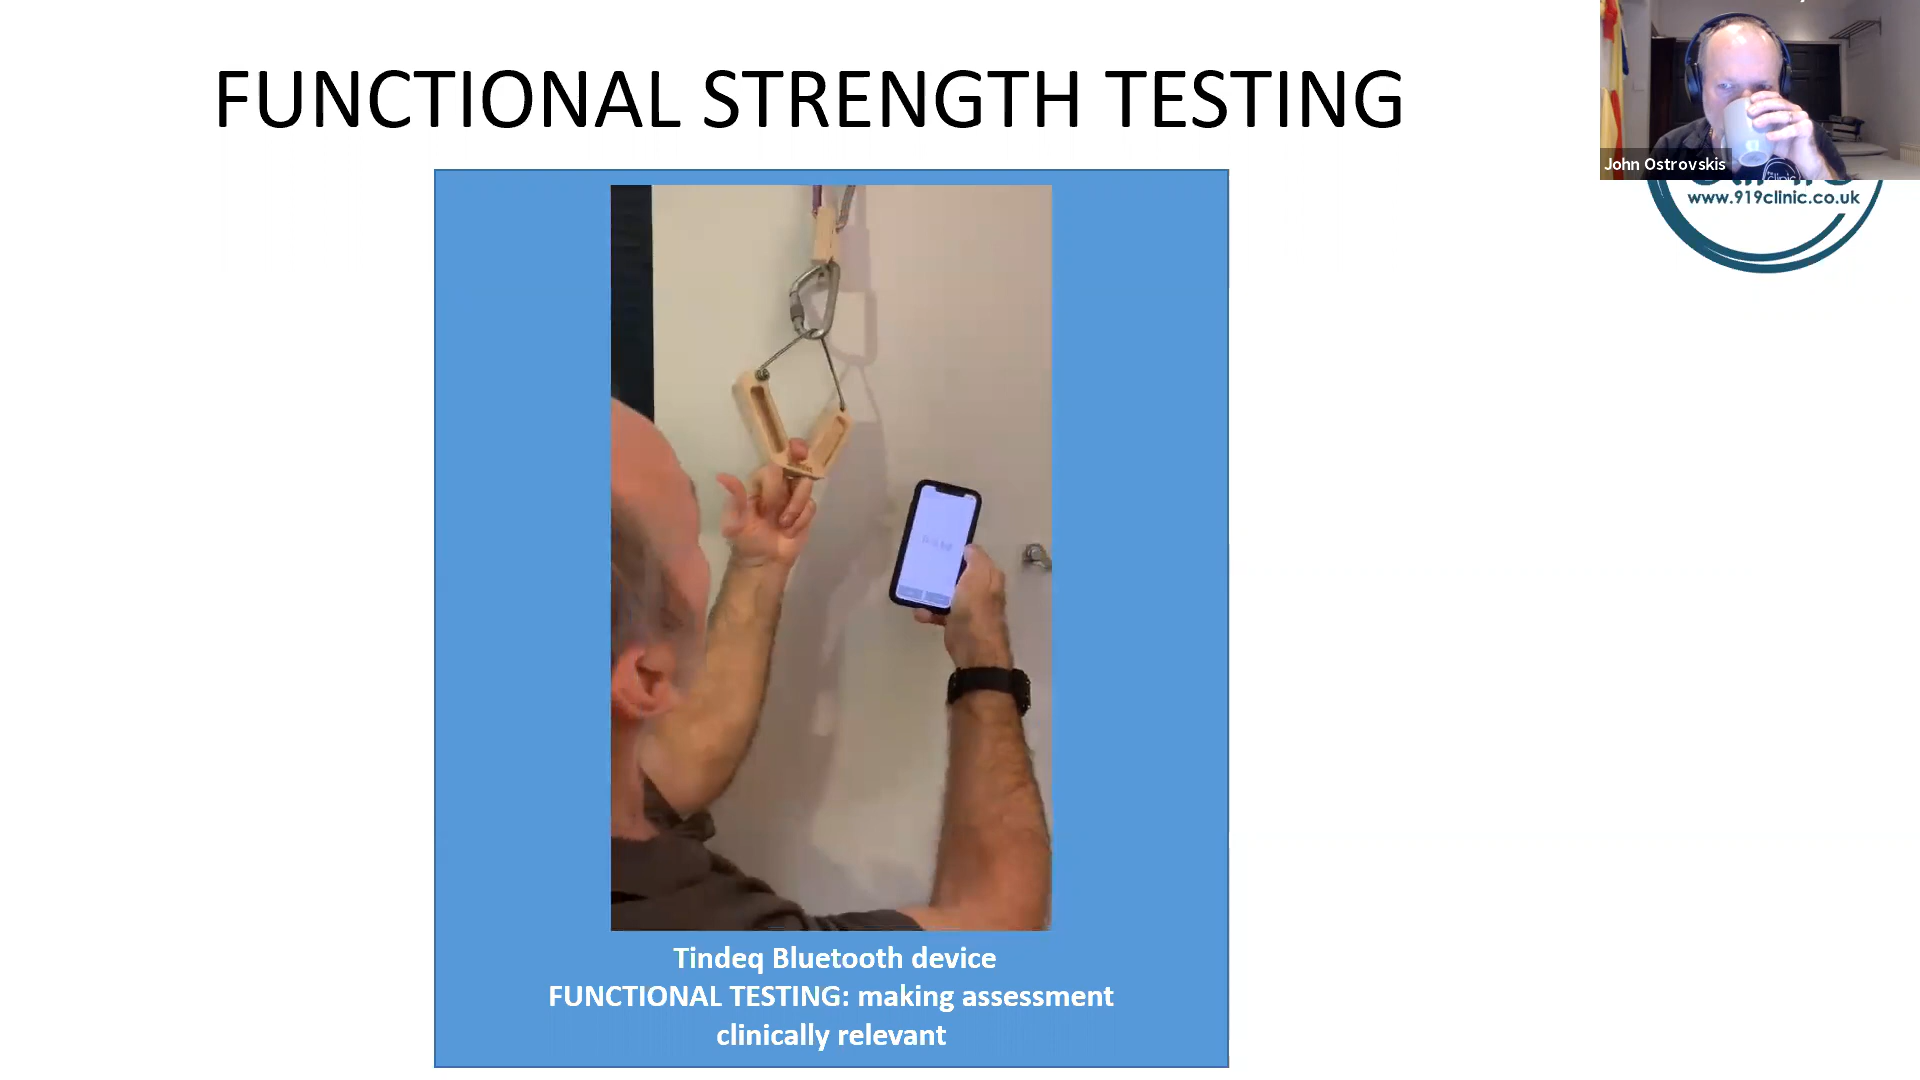 FUNCTIONAL STRENGTH TESTING
John Ostrovskis
www.919clinic.co.uk
Tindeq Bluetooth device
FUNCTIONAL TESTING: making assessment
clinically relevant